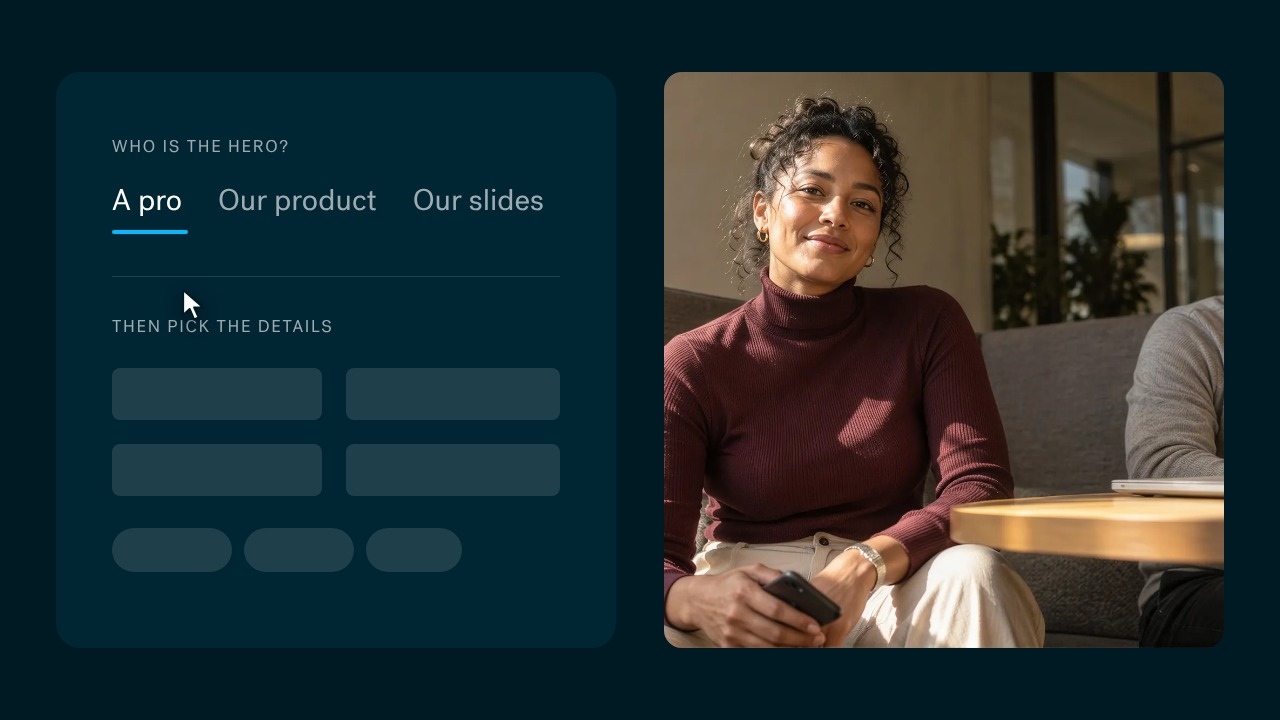 WHO IS THE HERO?
A pro Our product Our slides
THEN PICK THE DETAILS